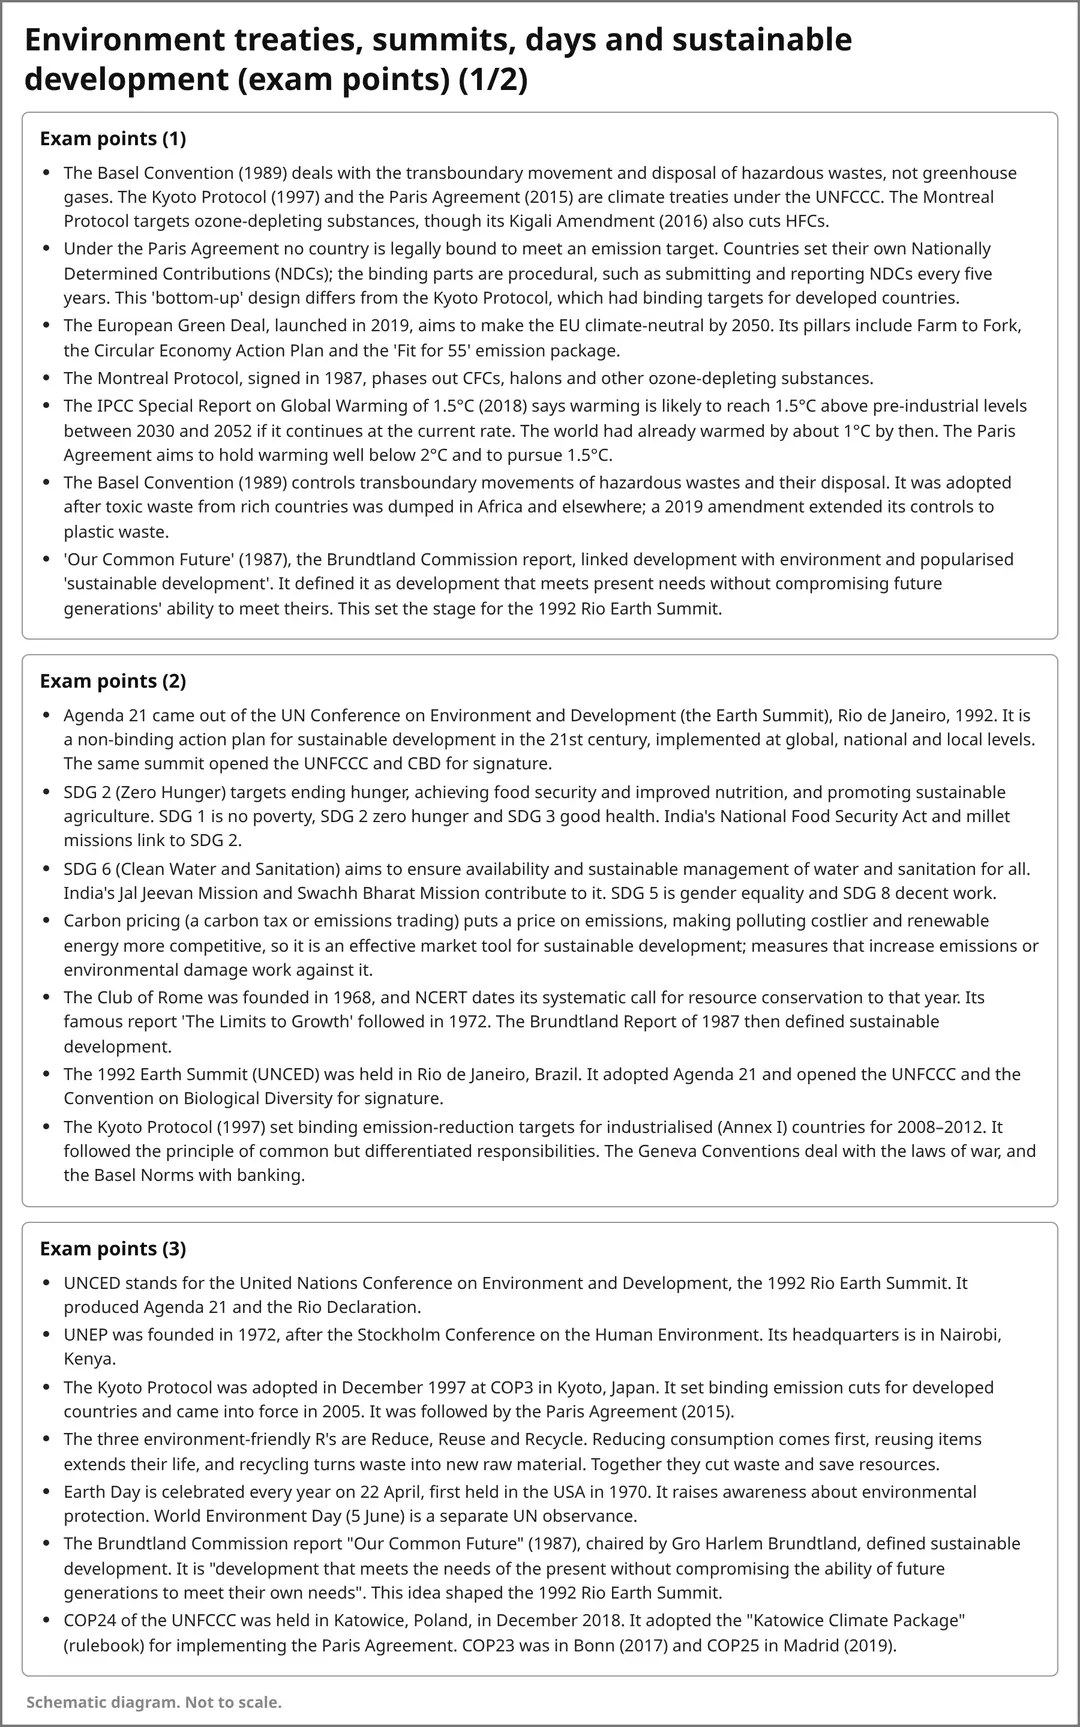 Environment treaties, summits, days and sustainable
development (exam points) (1/2)
Exam points (1)
• The Basel Convention (1989) deals with the transboundary movement and disposal of hazardous wastes, not greenhouse
gases. The Kyoto Protocol (1997) and the Paris Agreement (2015) are climate treaties under the UNFCCC. The Montreal
Protocol targets ozone-depleting substances, though its Kigali Amendment (2016) also cuts HFCs.
• Under the Paris Agreement no country is legally bound to meet an emission target. Countries set their own Nationally
Determined Contributions (NDCs); the binding parts are procedural, such as submitting and reporting NDCs every five
years. This 'bottom-up' design differs from the Kyoto Protocol, which had binding targets for developed countries.
• The European Green Deal, launched in 2019, aims to make the EU climate-neutral by 2050. Its pillars include Farm to Fork,
the Circular Economy Action Plan and the 'Fit for 55' emission package.
• The Montreal Protocol, signed in 1987, phases out CFCs, halons and other ozone-depleting substances.
• The IPCC Special Report on Global Warming of 1.5°C (2018) says warming is likely to reach 1.5°C above pre-industrial levels
between 2030 and 2052 if it continues at the current rate. The world had already warmed by about 1°C by then. The Paris
Agreement aims to hold warming well below 2°C and to pursue 1.5°C.
• The Basel Convention (1989) controls transboundary movements of hazardous wastes and their disposal. It was adopted
after toxic waste from rich countries was dumped in Africa and elsewhere; a 2019 amendment extended its controls to
plastic waste.
• 'Our Common Future' (1987), the Brundtland Commission report, linked development with environment and popularised
'sustainable development'. It defined it as development that meets present needs without compromising future
generations' ability to meet theirs. This set the stage for the 1992 Rio Earth Summit.
Exam points (2)
• Agenda 21 came out of the UN Conference on Environment and Development (the Earth Summit), Rio de Janeiro, 1992. It is
a non-binding action plan for sustainable development in the 21st century, implemented at global, national and local levels.
The same summit opened the UNFCCC and CBD for signature.
• SDG 2 (Zero Hunger) targets ending hunger, achieving food security and improved nutrition, and promoting sustainable
agriculture. SDG 1 is no poverty, SDG 2 zero hunger and SDG 3 good health. India's National Food Security Act and millet
missions link to SDG 2.
• SDG 6 (Clean Water and Sanitation) aims to ensure availability and sustainable management of water and sanitation for all.
India's Jal Jeevan Mission and Swachh Bharat Mission contribute to it. SDG 5 is gender equality and SDG 8 decent work.
• Carbon pricing (a carbon tax or emissions trading) puts a price on emissions, making polluting costlier and renewable
energy more competitive, so it is an effective market tool for sustainable development; measures that increase emissions or
environmental damage work against it.
• The Club of Rome was founded in 1968, and NCERT dates its systematic call for resource conservation to that year. Its
famous report 'The Limits to Growth' followed in 1972. The Brundtland Report of 1987 then defined sustainable
development.
• The 1992 Earth Summit (UNCED) was held in Rio de Janeiro, Brazil. It adopted Agenda 21 and opened the UNFCCC and the
Convention on Biological Diversity for signature.
• The Kyoto Protocol (1997) set binding emission-reduction targets for industrialised (Annex I) countries for 2008–2012. It
followed the principle of common but differentiated responsibilities. The Geneva Conventions deal with the laws of war, and
the Basel Norms with banking.
Exam points (3)
• UNCED stands for the United Nations Conference on Environment and Development, the 1992 Rio Earth Summit. It
produced Agenda 21 and the Rio Declaration.
• UNEP was founded in 1972, after the Stockholm Conference on the Human Environment. Its headquarters is in Nairobi,
Kenya.
• The Kyoto Protocol was adopted in December 1997 at COP3 in Kyoto, Japan. It set binding emission cuts for developed
countries and came into force in 2005. It was followed by the Paris Agreement (2015).
• The three environment-friendly R's are Reduce, Reuse and Recycle. Reducing consumption comes first, reusing items
extends their life, and recycling turns waste into new raw material. Together they cut waste and save resources.
• Earth Day is celebrated every year on 22 April, first held in the USA in 1970. It raises awareness about environmental
protection. World Environment Day (5 June) is a separate UN observance.
• The Brundtland Commission report "Our Common Future" (1987), chaired by Gro Harlem Brundtland, defined sustainable
development. It is "development that meets the needs of the present without compromising the ability of future
generations to meet their own needs". This idea shaped the 1992 Rio Earth Summit.
• COP24 of the UNFCCC was held in Katowice, Poland, in December 2018. It adopted the "Katowice Climate Package"
(rulebook) for implementing the Paris Agreement. COP23 was in Bonn (2017) and COP25 in Madrid (2019).
Schematic diagram. Not to scale.